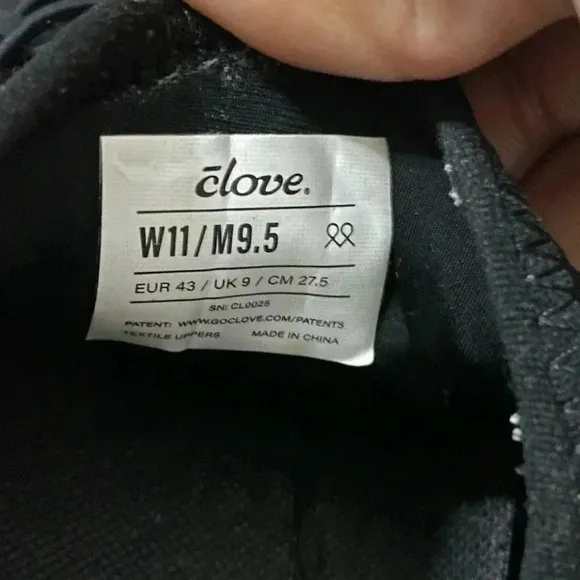 clove.
W11/M9.5
EUR 43 / UK 9 / CM 27.5
SN: CL0025
PATENT: WWW.GOCLOVE.COM/PATENTS
TEXTILE UPPERS MADE IN CHINA